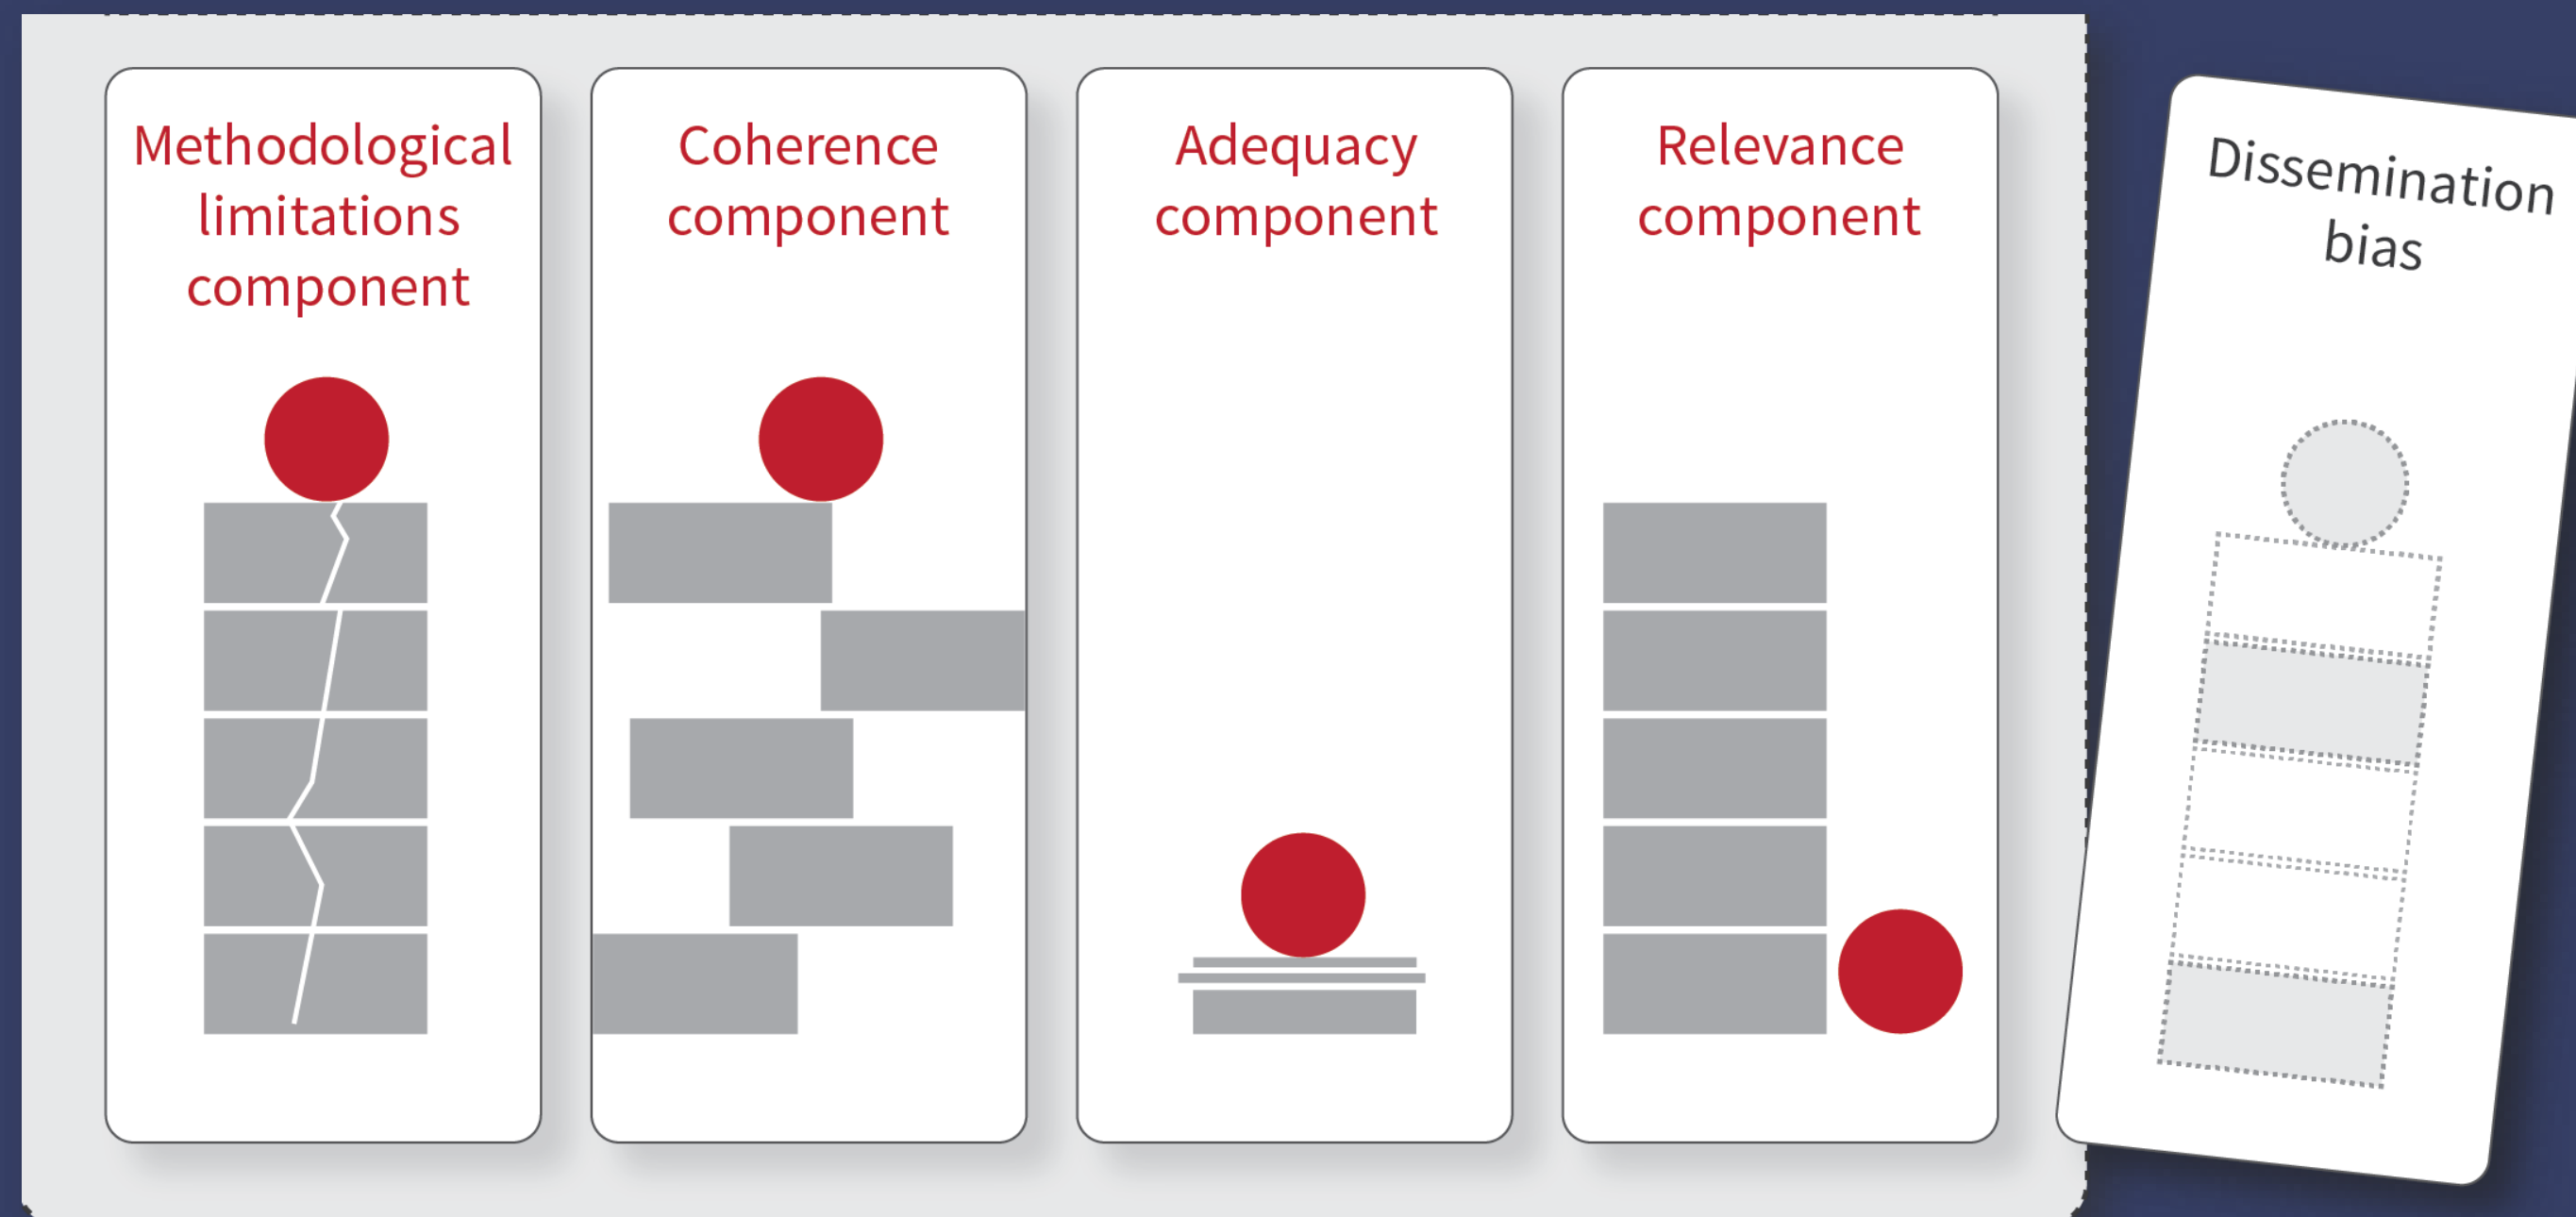 Methodological
limitations
component
Coherence
component
Adequacy
component
Relevance
component
Dissemination
bias